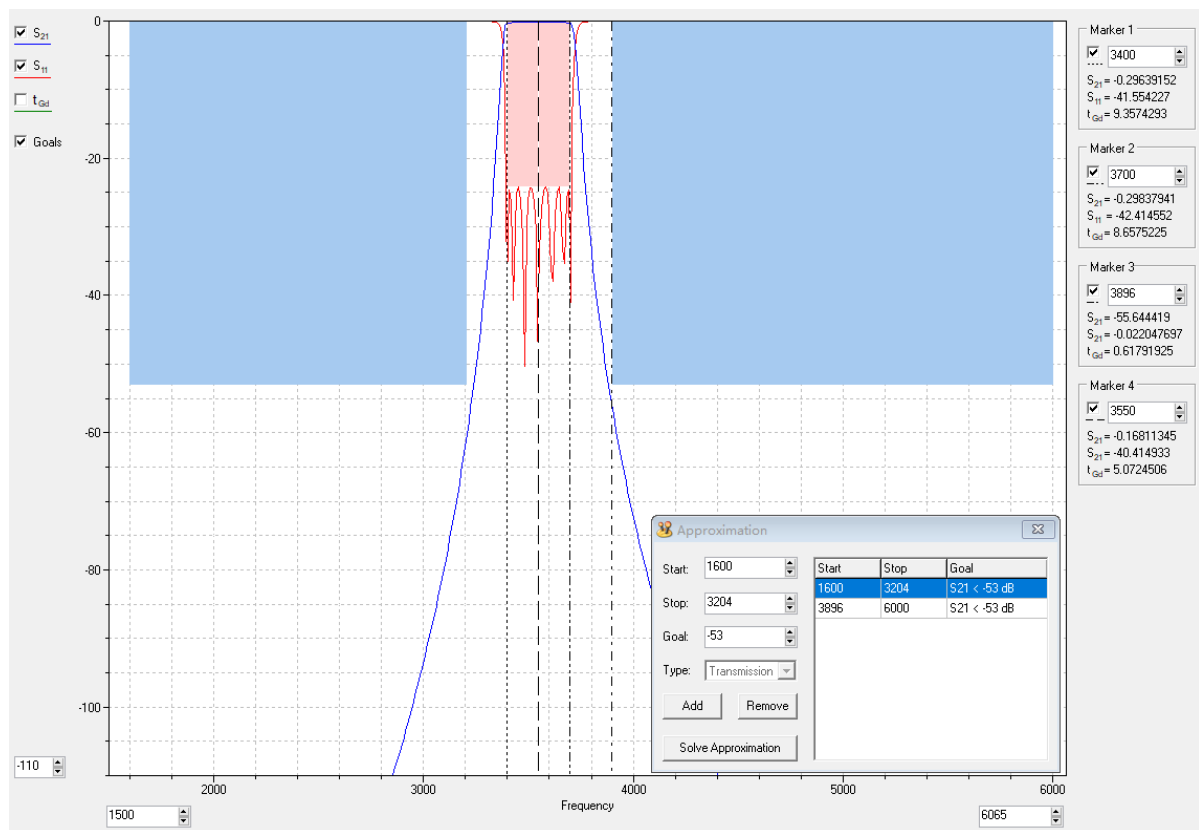 S21
S11
tGd
Goals
0
-20
-40
-60
-80
-100
-110
1500
2000
3000
4000
5000
6000
Frequency
6065
Marker 1
3400
S21 = -0.29639152
S11 = -41.554227
tGd = 9.3574293
Marker 2
3700
S21 = -0.29837941
S11 = -42.414552
tGd = 8.6575225
Marker 3
3896
S21 = -55.644419
S21 = -0.022047697
tGd = 0.61791925
Marker 4
3550
S21 = -0.16811345
S21 = -40.414933
tGd = 5.0724506
Approximation
Start: 1600
Stop: 3204
Goal: -53
Type: Transmission
Add Remove
Solve Approximation
Start Stop Goal
1600 3204 S21 < -53 dB
3896 6000 S21 < -53 dB